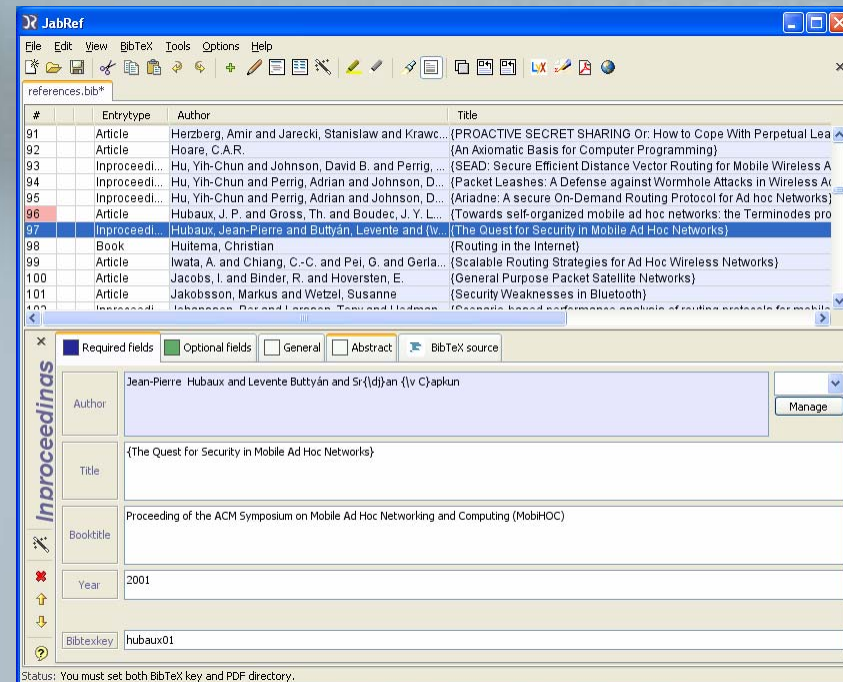 JabRef
File Edit View BibTeX Tools Options Help
references.bib*
# Entrytype Author Title
91 Article Herzberg, Amir and Jarecki, Stanislaw and Krawc... {PROACTIVE SECRET SHARING Or: How to Cope With Perpetual Lea
92 Article Hoare, C.A.R. {An Axiomatic Basis for Computer Programming}
93 Inproceedi... Hu, Yih-Chun and Johnson, David B. and Perrig, ... {SEAD: Secure Efficient Distance Vector Routing for Mobile Wireless A
94 Inproceedi... Hu, Yih-Chun and Perrig, Adrian and Johnson, D... {Packet Leashes: A Defense against Wormhole Attacks in Wireless A
95 Inproceedi... Hu, Yih-Chun and Perrig, Adrian and Johnson, D... {Ariadne: A secure On-Demand Routing Protocol for Ad hoc Networks}
96 Article Hubaux, J. P. and Gross, Th. and Boudec, J. Y. L... {Towards self-organized mobile ad hoc networks: the Terminodes pro
97 Inproceedi... Hubaux, Jean-Pierre and Buttyán, Levente and {\v... {The Quest for Security in Mobile Ad Hoc Networks}
98 Book Huitema, Christian {Routing in the Internet}
99 Article Iwata, A. and Chiang, C.-C. and Pei, G. and Gerla... {Scalable Routing Strategies for Ad Hoc Wireless Networks}
100 Article Jacobs, I. and Binder, R. and Hoversten, E. {General Purpose Packet Satellite Networks}
101 Article Jakobsson, Markus and Wetzel, Susanne {Security Weaknesses in Bluetooth}
Required fields Optional fields General Abstract BibTeX source
Inproceedings
Author Jean-Pierre Hubaux and Levente Buttyán and Sr{\dj}an {\v C}apkun
Manage
Title {The Quest for Security in Mobile Ad Hoc Networks}
Booktitle Proceeding of the ACM Symposium on Mobile Ad Hoc Networking and Computing (MobiHOC)
Year 2001
Bibtexkey hubaux01
Status: You must set both BibTeX key and PDF directory.